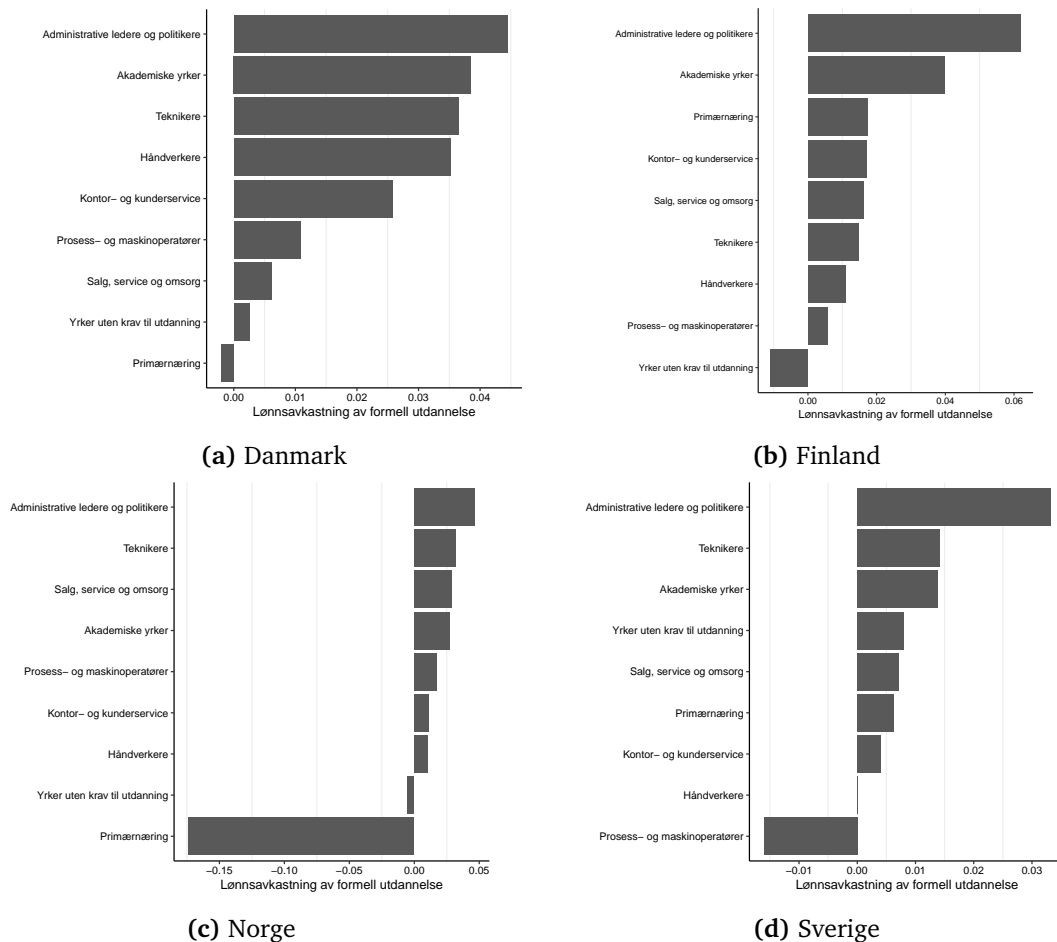 Administrative ledere og politikere
Akademiske yrker
Teknikere
Håndverkere
Kontor− og kunderservice
Prosess− og maskinoperatører
Salg, service og omsorg
Yrker uten krav til utdanning
Primærnæring
0.00 0.01 0.02 0.03 0.04
Lønnsavkastning av formell utdannelse
(a) Danmark
Administrative ledere og politikere
Akademiske yrker
Primærnæring
Kontor− og kunderservice
Salg, service og omsorg
Teknikere
Håndverkere
Prosess− og maskinoperatører
Yrker uten krav til utdanning
0.00 0.02 0.04 0.06
Lønnsavkastning av formell utdannelse
(b) Finland
Administrative ledere og politikere
Teknikere
Salg, service og omsorg
Akademiske yrker
Prosess− og maskinoperatører
Kontor− og kunderservice
Håndverkere
Yrker uten krav til utdanning
Primærnæring
−0.15 −0.10 −0.05 0.00 0.05
Lønnsavkastning av formell utdannelse
(c) Norge
Administrative ledere og politikere
Teknikere
Akademiske yrker
Yrker uten krav til utdanning
Salg, service og omsorg
Primærnæring
Kontor− og kunderservice
Håndverkere
Prosess− og maskinoperatører
−0.01 0.00 0.01 0.02 0.03
Lønnsavkastning av formell utdannelse
(d) Sverige